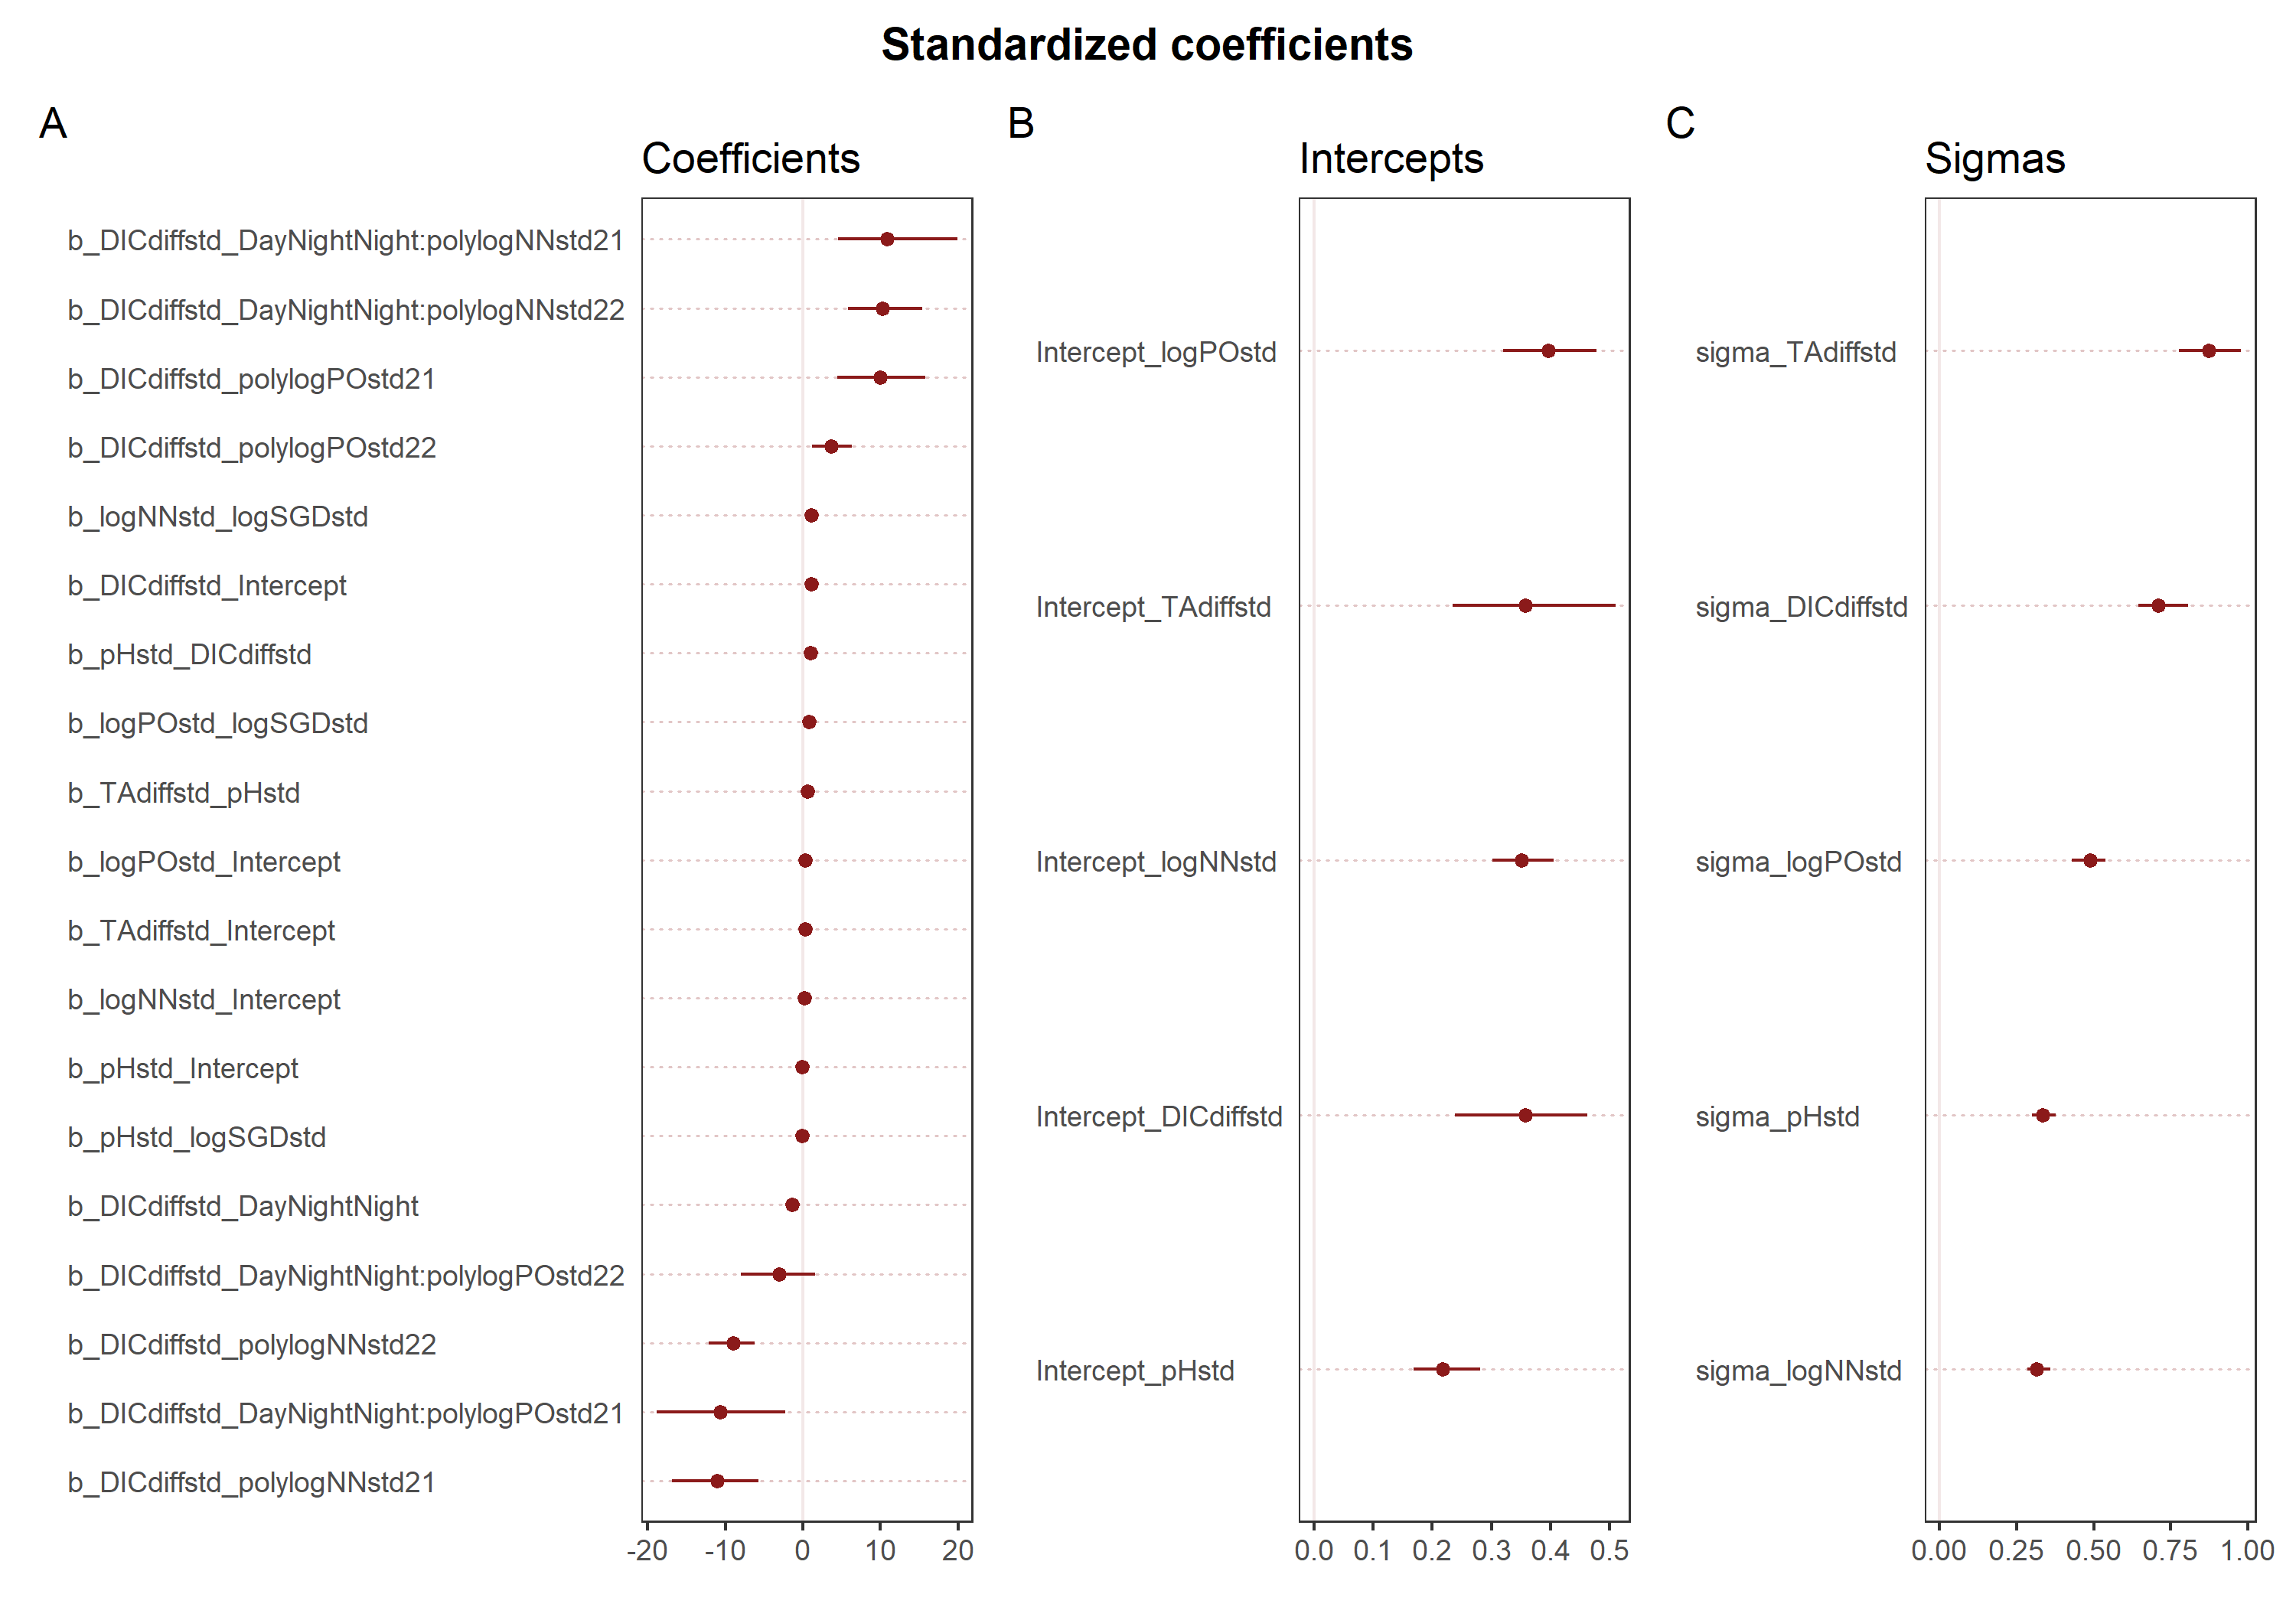 Standardized coefficients
A
Coefficients
b_DICdiffstd_DayNightNight:polylogNNstd21
b_DICdiffstd_DayNightNight:polylogNNstd22
b_DICdiffstd_polylogPOstd21
b_DICdiffstd_polylogPOstd22
b_logNNstd_logSGDstd
b_DICdiffstd_Intercept
b_pHstd_DICdiffstd
b_logPOstd_logSGDstd
b_TAdiffstd_pHstd
b_logPOstd_Intercept
b_TAdiffstd_Intercept
b_logNNstd_Intercept
b_pHstd_Intercept
b_pHstd_logSGDstd
b_DICdiffstd_DayNightNight
b_DICdiffstd_DayNightNight:polylogPOstd22
b_DICdiffstd_polylogNNstd22
b_DICdiffstd_DayNightNight:polylogPOstd21
b_DICdiffstd_polylogNNstd21
-20 -10 0 10 20
B
Intercepts
Intercept_logPOstd
Intercept_TAdiffstd
Intercept_logNNstd
Intercept_DICdiffstd
Intercept_pHstd
0.0 0.1 0.2 0.3 0.4 0.5
C
Sigmas
sigma_TAdiffstd
sigma_DICdiffstd
sigma_logPOstd
sigma_pHstd
sigma_logNNstd
0.00 0.25 0.50 0.75 1.00